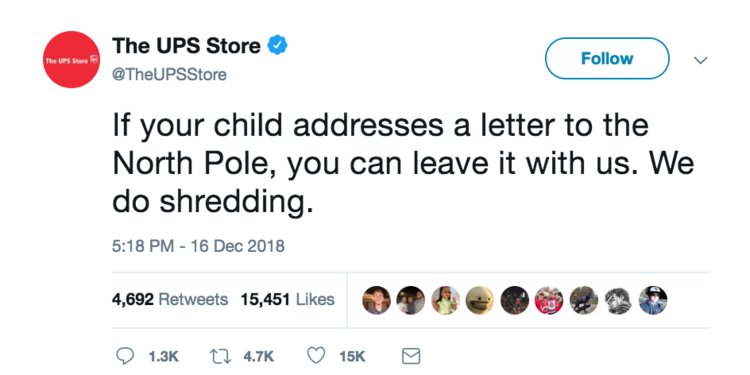 The UPS Store
The UPS Store
@TheUPSStore
Follow
If your child addresses a letter to the
North Pole, you can leave it with us. We
do shredding.
5:18 PM - 16 Dec 2018
4,692 Retweets 15,451 Likes
1.3K 4.7K 15K